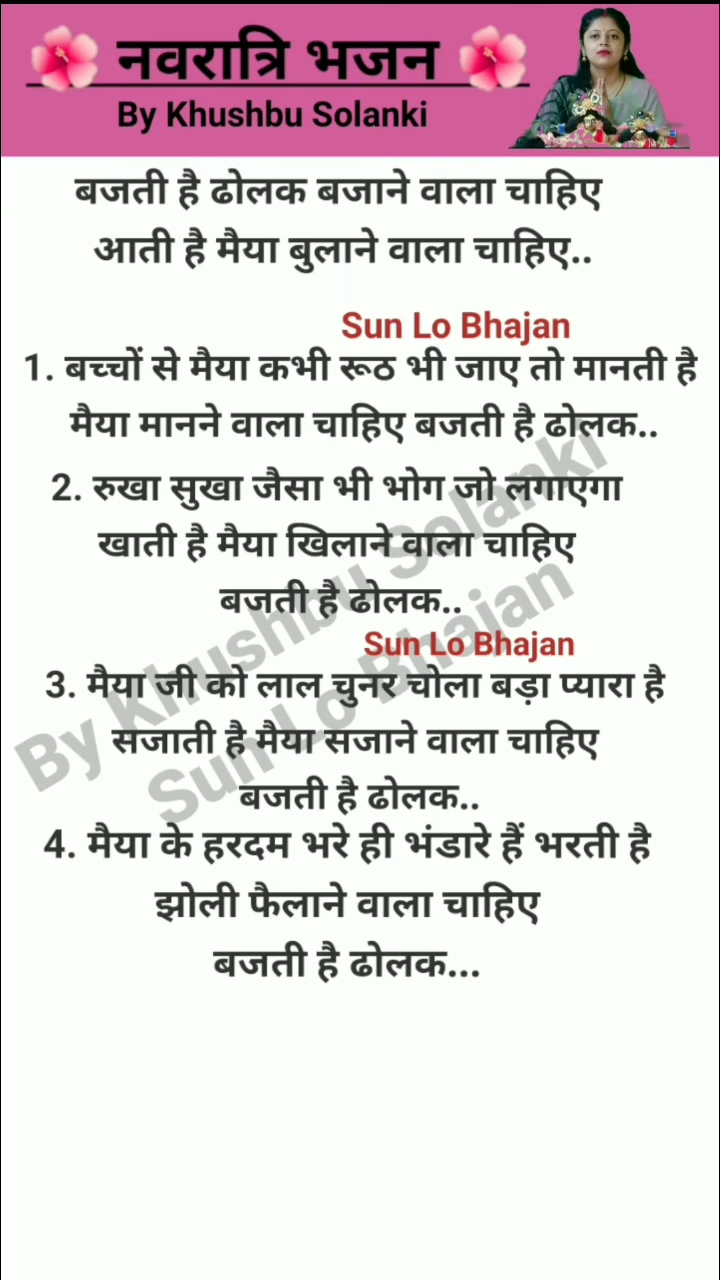 नवरात्रि भजन
By Khushbu Solanki
बजती है ढोलक बजाने वाला चाहिए
आती है मैया बुलाने वाला चाहिए..
Sun Lo Bhajan
1. बच्चों से मैया कभी रूठ भी जाए तो मानती है
मैया मानने वाला चाहिए बजती है ढोलक..
2. रुखा सुखा जैसा भी भोग जो लगाएगा
खाती है मैया खिलाने वाला चाहिए
बजती है ढोलक..
Sun Lo Bhajan
3. मैया जी को लाल चुनर चोला बड़ा प्यारा है
सजाती है मैया सजाने वाला चाहिए
बजती है ढोलक..
4. मैया के हरदम भरे ही भंडारे हैं भरती है
झोली फैलाने वाला चाहिए
बजती है ढोलक...
By Khushbu Solanki
Sun Lo Bhajan